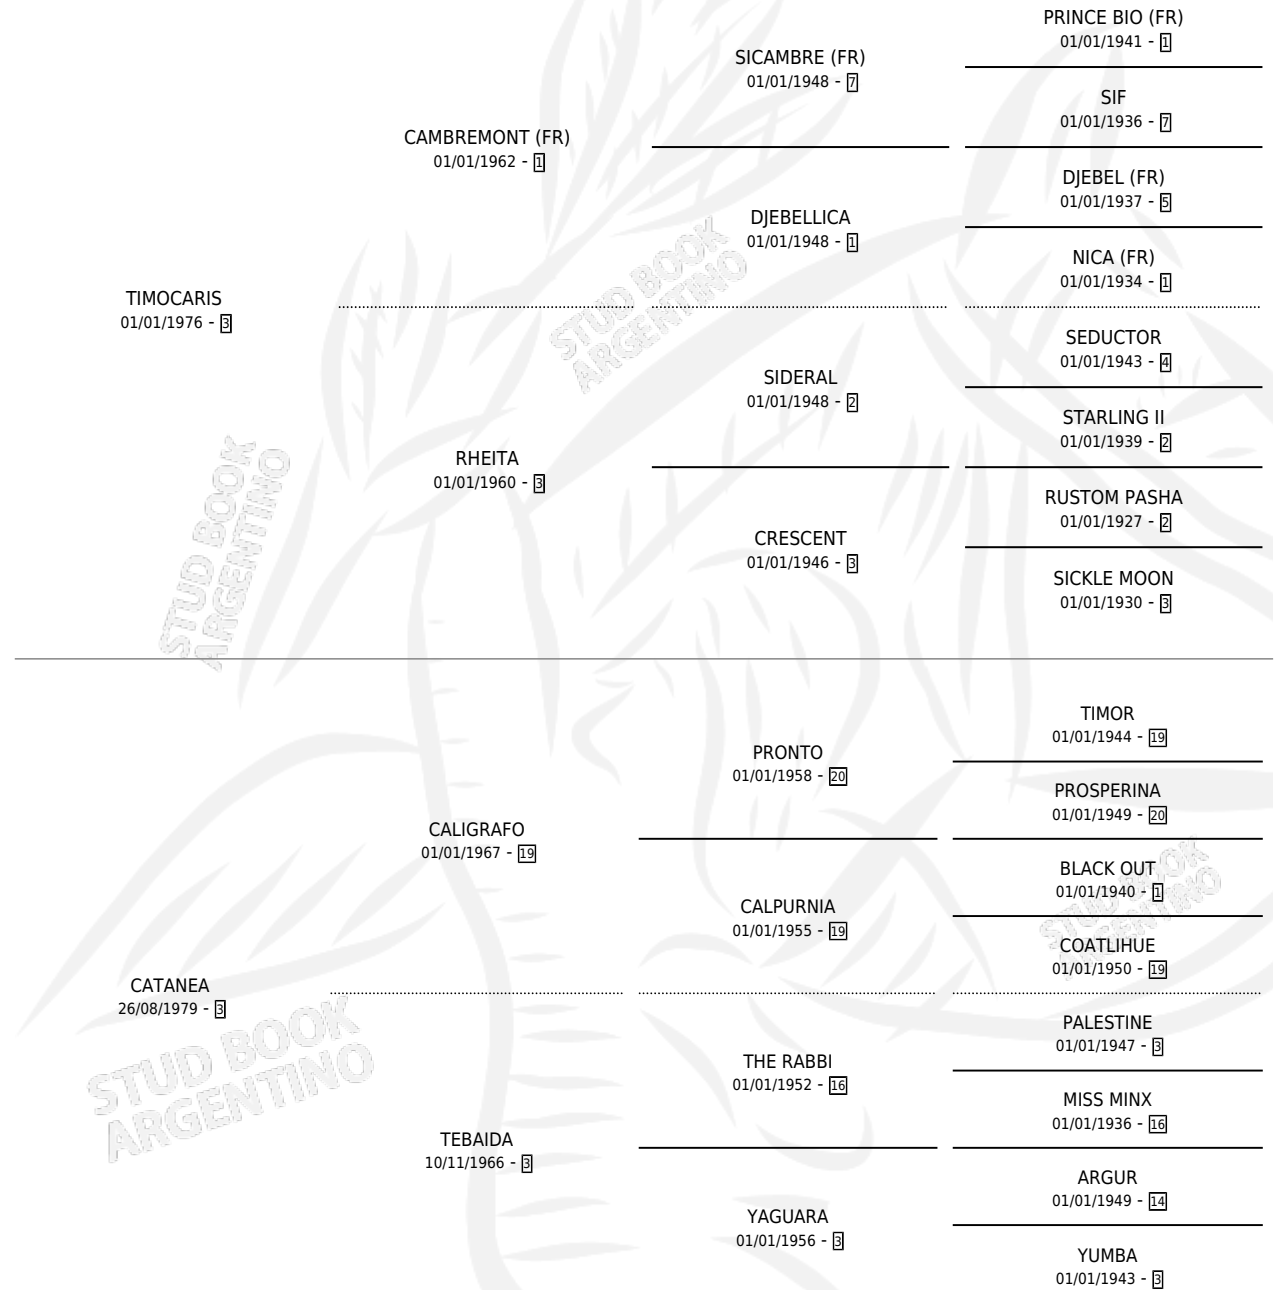 PRINCE BIO (FR)
01/01/1941 - 1
SICAMBRE (FR)
01/01/1948 - 7
SIF
01/01/1936 - 7
CAMBREMONT (FR)
01/01/1962 - 1
DJEBEL (FR)
01/01/1937 - 5
DJEBELLICA
01/01/1948 - 1
NICA (FR)
01/01/1934 - 1
TIMOCARIS
01/01/1976 - 3
SEDUCTOR
01/01/1943 - 4
SIDERAL
01/01/1948 - 2
STARLING II
01/01/1939 - 2
RHEITA
01/01/1960 - 3
RUSTOM PASHA
01/01/1927 - 2
CRESCENT
01/01/1946 - 3
SICKLE MOON
01/01/1930 - 3
STUD BOOK
ARGENTINO
STUD BOOK
ARGENTINO
TIMOR
01/01/1944 - 19
PRONTO
01/01/1958 - 20
PROSPERINA
01/01/1949 - 20
CALIGRAFO
01/01/1967 - 19
BLACK OUT
01/01/1940 - 1
CALPURNIA
01/01/1955 - 19
COATLIHUE
01/01/1950 - 19
CATANEA
26/08/1979 - 3
PALESTINE
01/01/1947 - 3
THE RABBI
01/01/1952 - 16
MISS MINX
01/01/1936 - 16
TEBAIDA
10/11/1966 - 3
ARGUR
01/01/1949 - 14
YAGUARA
01/01/1956 - 3
YUMBA
01/01/1943 - 3
STUD BOOK
ARGENTINO
STUD BOOK
ARGENTINO